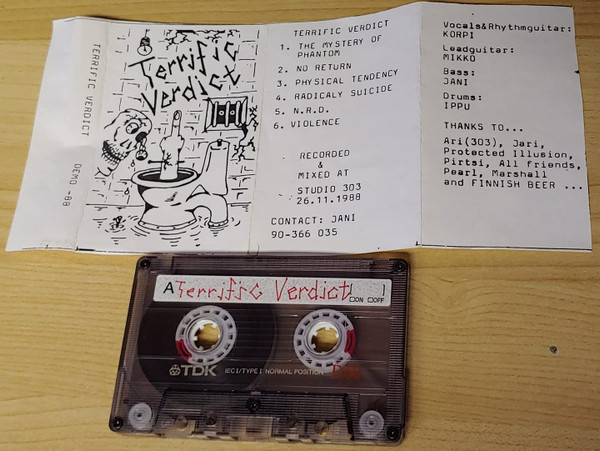 TERRIFIC VERDICT DEMO -88
Terrific
Verdict
TERRIFIC VERDICT
1. THE MYSTERY OF
PHANTOM
2. NO RETURN
3. PHYSICAL TENDENCY
4. RADICALY SUICIDE
5. N.R.D.
6. VIOLENCE
RECORDED
&
MIXED AT
STUDIO 303
26.11.1988
CONTACT: JANI
90-366 035
Vocals&Rhythmguitar:
KORPI
Leadguitar:
MIKKO
Bass:
JANI
Drums:
IPPU
THANKS TO...
Ari(303), Jari,
Protected Illusion,
Pirtsi, All friends,
Pearl, Marshall
and FINNISH BEER ...
A Terrific Verdict
ON OFF
TDK IEC I/TYPE I NORMAL POSITION